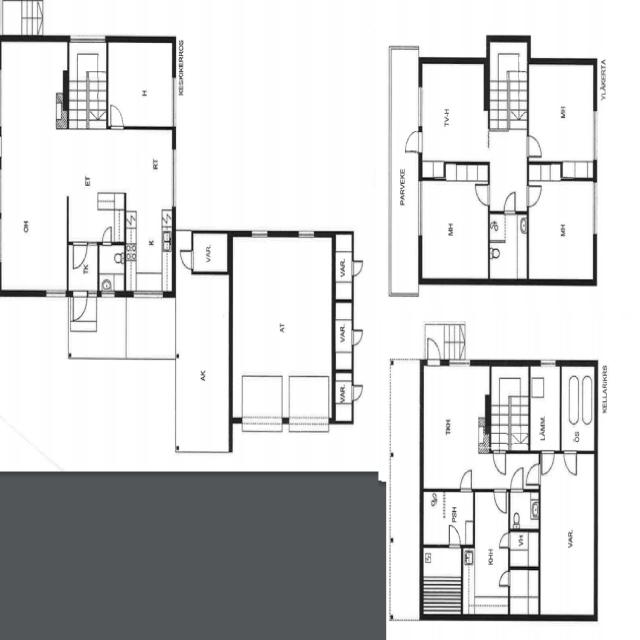 KESKIKERROS
H
RT
ET
OH
K
TK
VAR.
AT
VAR.
VAR.
VAR.
AK
YLÄKERTA
TV-H
MH
PARVEKE
MH
MH
KELLARIKRS
TKH
LÄMM.
ÖS
PSH
KHH
VH
VAR.